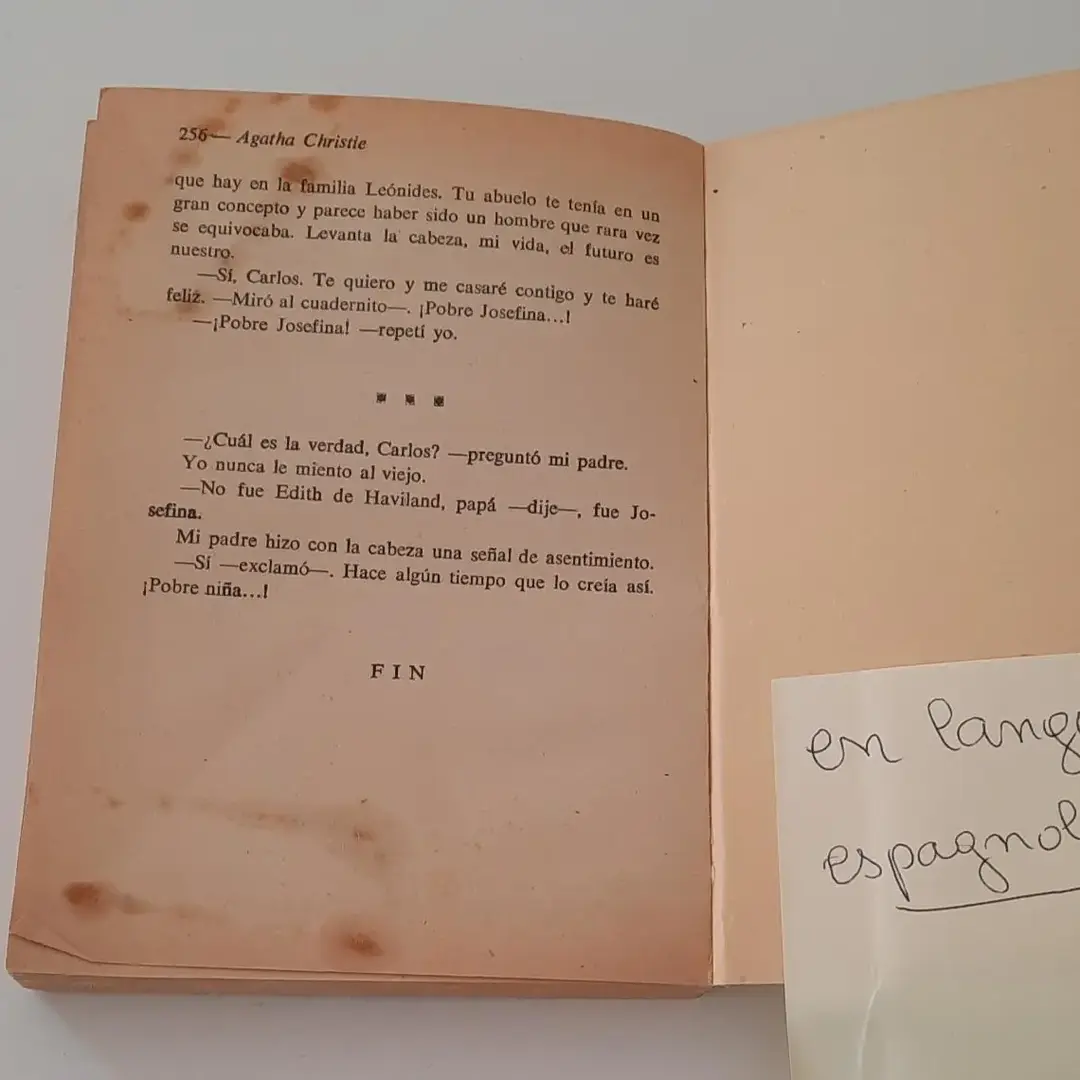 256— Agatha Christie
que hay en la familia Leónides. Tu abuelo te tenía en un
gran concepto y parece haber sido un hombre que rara vez
se equivocaba. Levanta la cabeza, mi vida, el futuro es
nuestro.
—Sí, Carlos. Te quiero y me casaré contigo y te haré
feliz. —Miró al cuadernito—. ¡Pobre Josefina...!
—¡Pobre Josefina! —repetí yo.
—¿Cuál es la verdad, Carlos? —preguntó mi padre.
Yo nunca le miento al viejo.
—No fue Edith de Haviland, papá —dije—, fue Jo-
sefina.
Mi padre hizo con la cabeza una señal de asentimiento.
—Sí —exclamó—. Hace algún tiempo que lo creía así.
¡Pobre niña...!
FIN
en